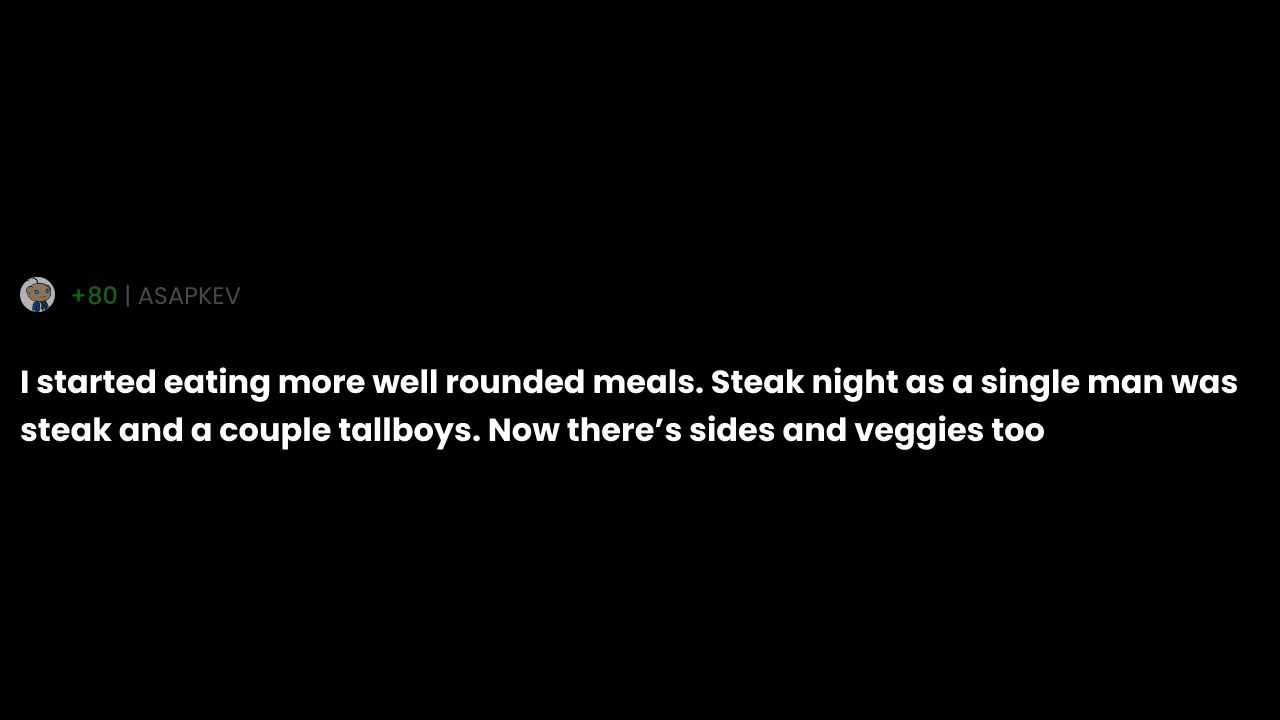 +80 | ASAPKEV
I started eating more well rounded meals. Steak night as a single man was
steak and a couple tallboys. Now there’s sides and veggies too